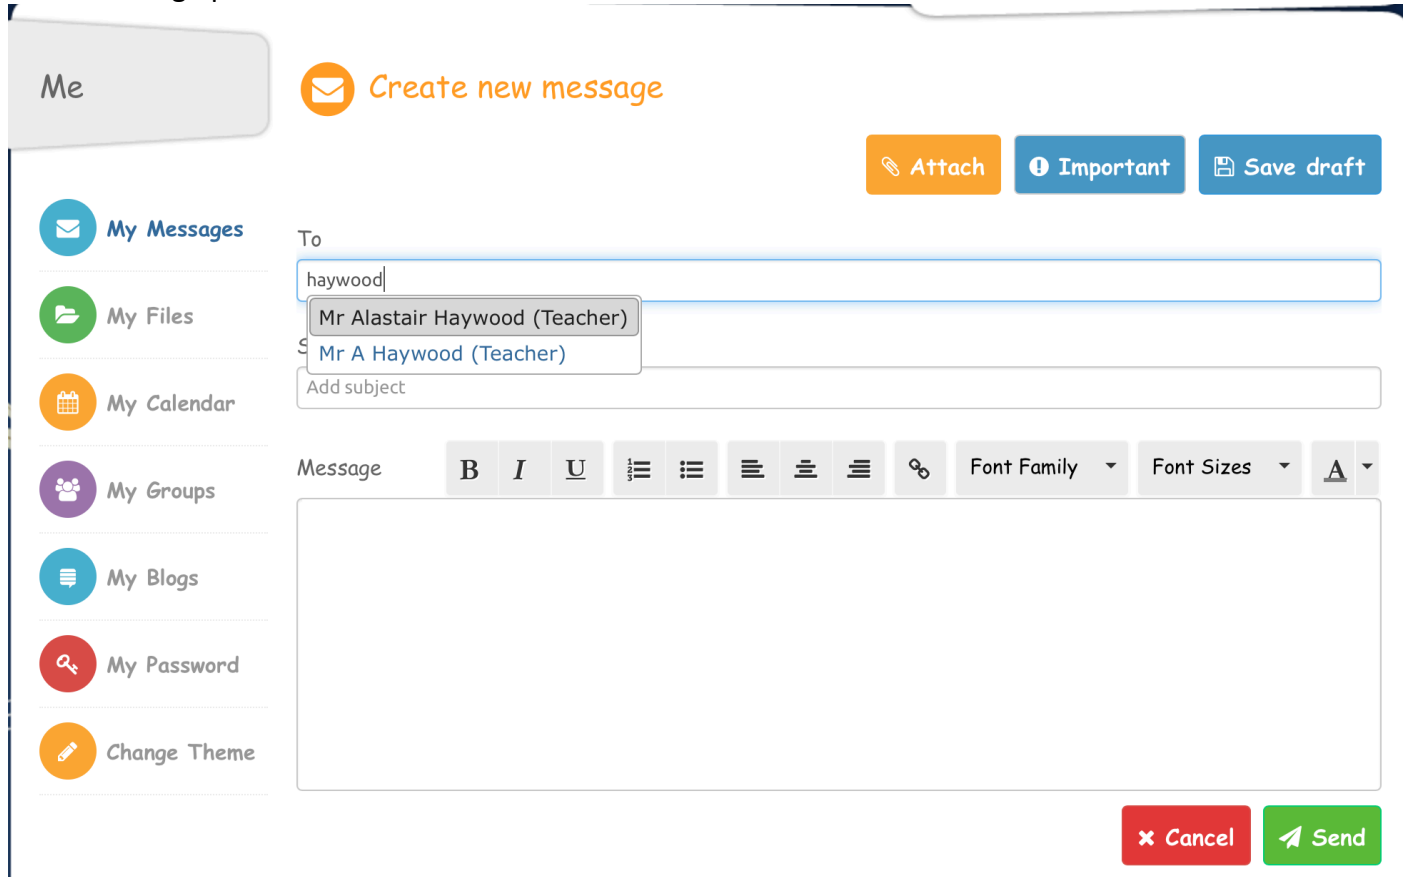 Me
Create new message
Attach
Important
Save draft
My Messages
To
haywood
My Files
Mr Alastair Haywood (Teacher)
Mr A Haywood (Teacher)
Add subject
My Calendar
Message
B I U
Font Family
Font Sizes
A
My Groups
My Blogs
My Password
Change Theme
Cancel
Send